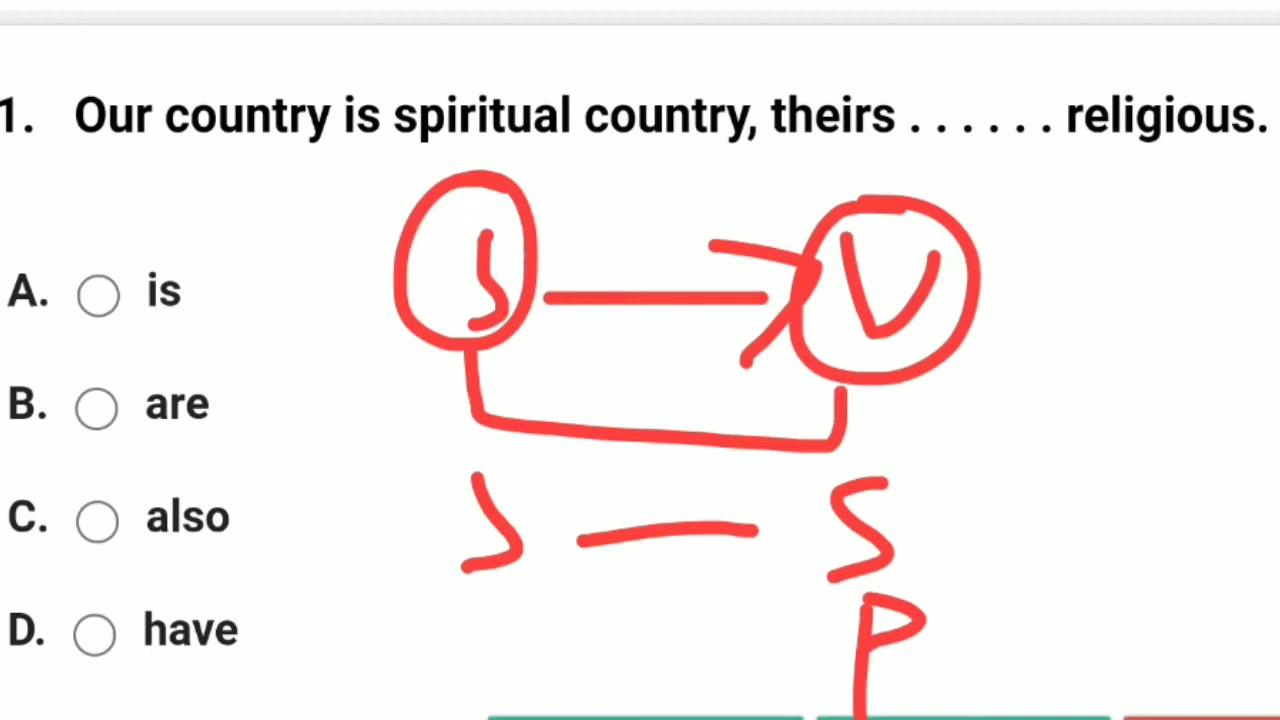 1. Our country is spiritual country, theirs . . . . . . religious.
S V
A. is
B. are
C. also
S — S
D. have
P